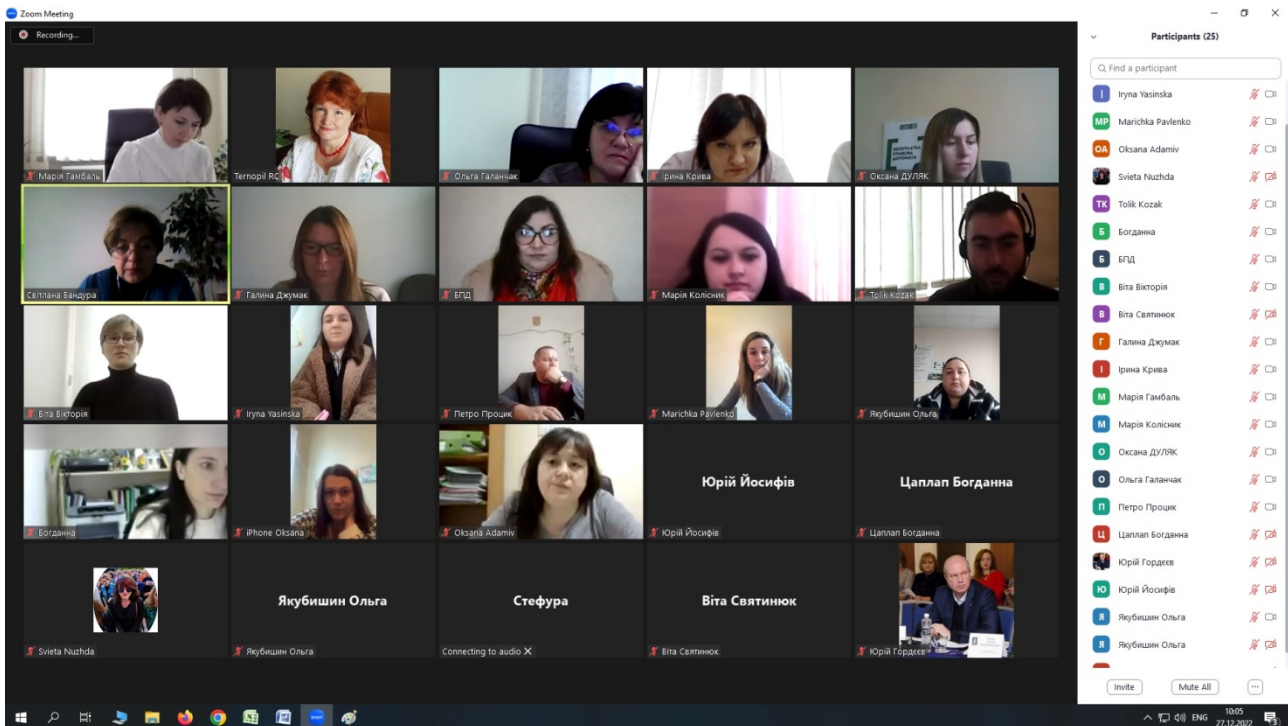 Zoom Meeting
Recording...
Participants (25)
Find a participant
Марія Гамбаль
Ternopil RC
Ольга Галанчак
Ірина Крива
БЕЗОПЛАТНА
ПРАВОВА
ДОПОМОГА
Оксана ДУЛЯК
Світлана Бандура
Галина Джумак
БПД
Марія Колісник
Tolik Kozak
Віта Вікторія
Iryna Yasinska
Петро Процик
Marichka Pavlenko
Якубишин Ольга
Богданна
iPhone Oksana
Oksana Adamiv
Юрій Йосифів
Юрій Йосифів
Цаплап Богданна
Цаплап Богданна
Svieta Nuzhda
Якубишин Ольга
Якубишин Ольга
Стефура
Connecting to audio
Віта Святинюк
Віта Святинюк
Юрій Гордєєв
I Iryna Yasinska
MP Marichka Pavlenko
OA Oksana Adamiv
Svieta Nuzhda
TK Tolik Kozak
Б Богданна
Б БПД
В Віта Вікторія
В Віта Святинюк
Г Галина Джумак
І Ірина Крива
М Марія Гамбаль
М Марія Колісник
О Оксана ДУЛЯК
О Ольга Галанчак
П Петро Процик
Ц Цаплап Богданна
Юрій Гордєєв
Ю Юрій Йосифів
Я Якубишин Ольга
Я Якубишин Ольга
Invite
Mute All
ENG
10:05
27.12.2022